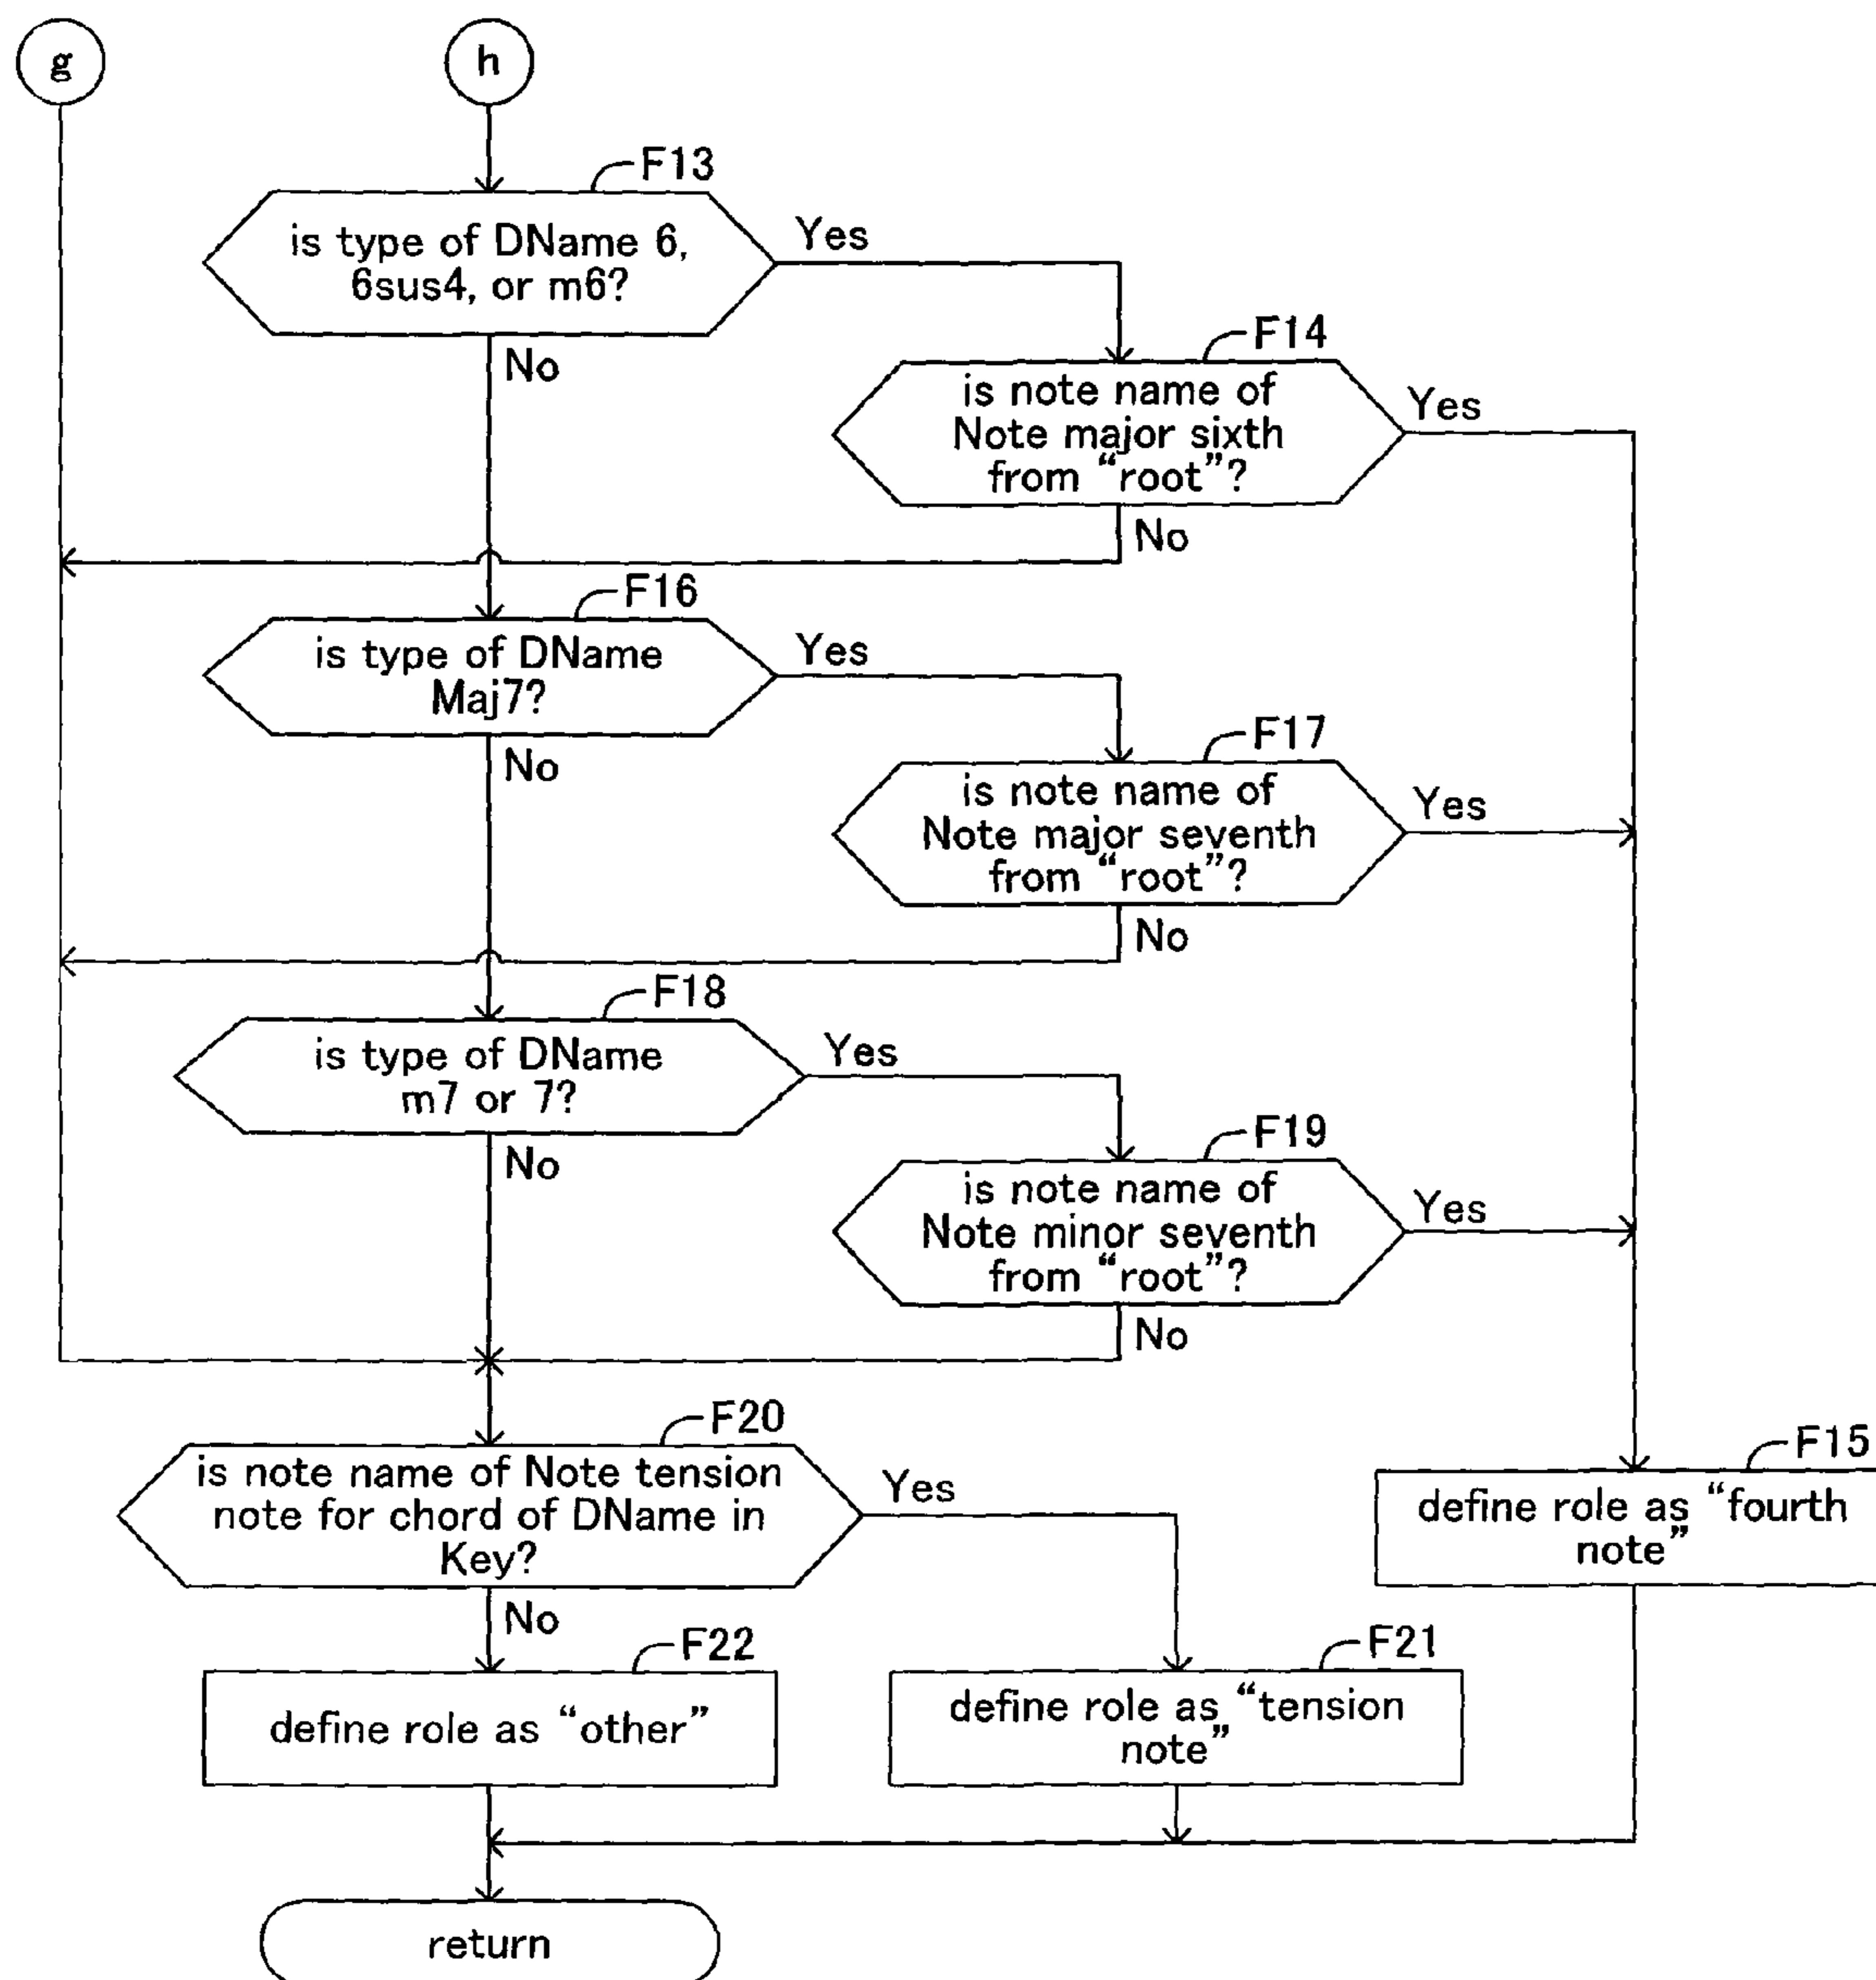 g
h
F13
is type of DName 6,
6sus4, or m6?
Yes
No
F14
is note name of
Note major sixth
from “root”?
Yes
No
F16
is type of DName
Maj7?
Yes
No
F17
is note name of
Note major seventh
from “root”?
Yes
No
F18
is type of DName
m7 or 7?
Yes
No
F19
is note name of
Note minor seventh
from “root”?
Yes
No
F20
is note name of Note tension
note for chord of DName in
Key?
Yes
No
F15
define role as “fourth
note”
F22
define role as “other”
F21
define role as “tension
note”
return